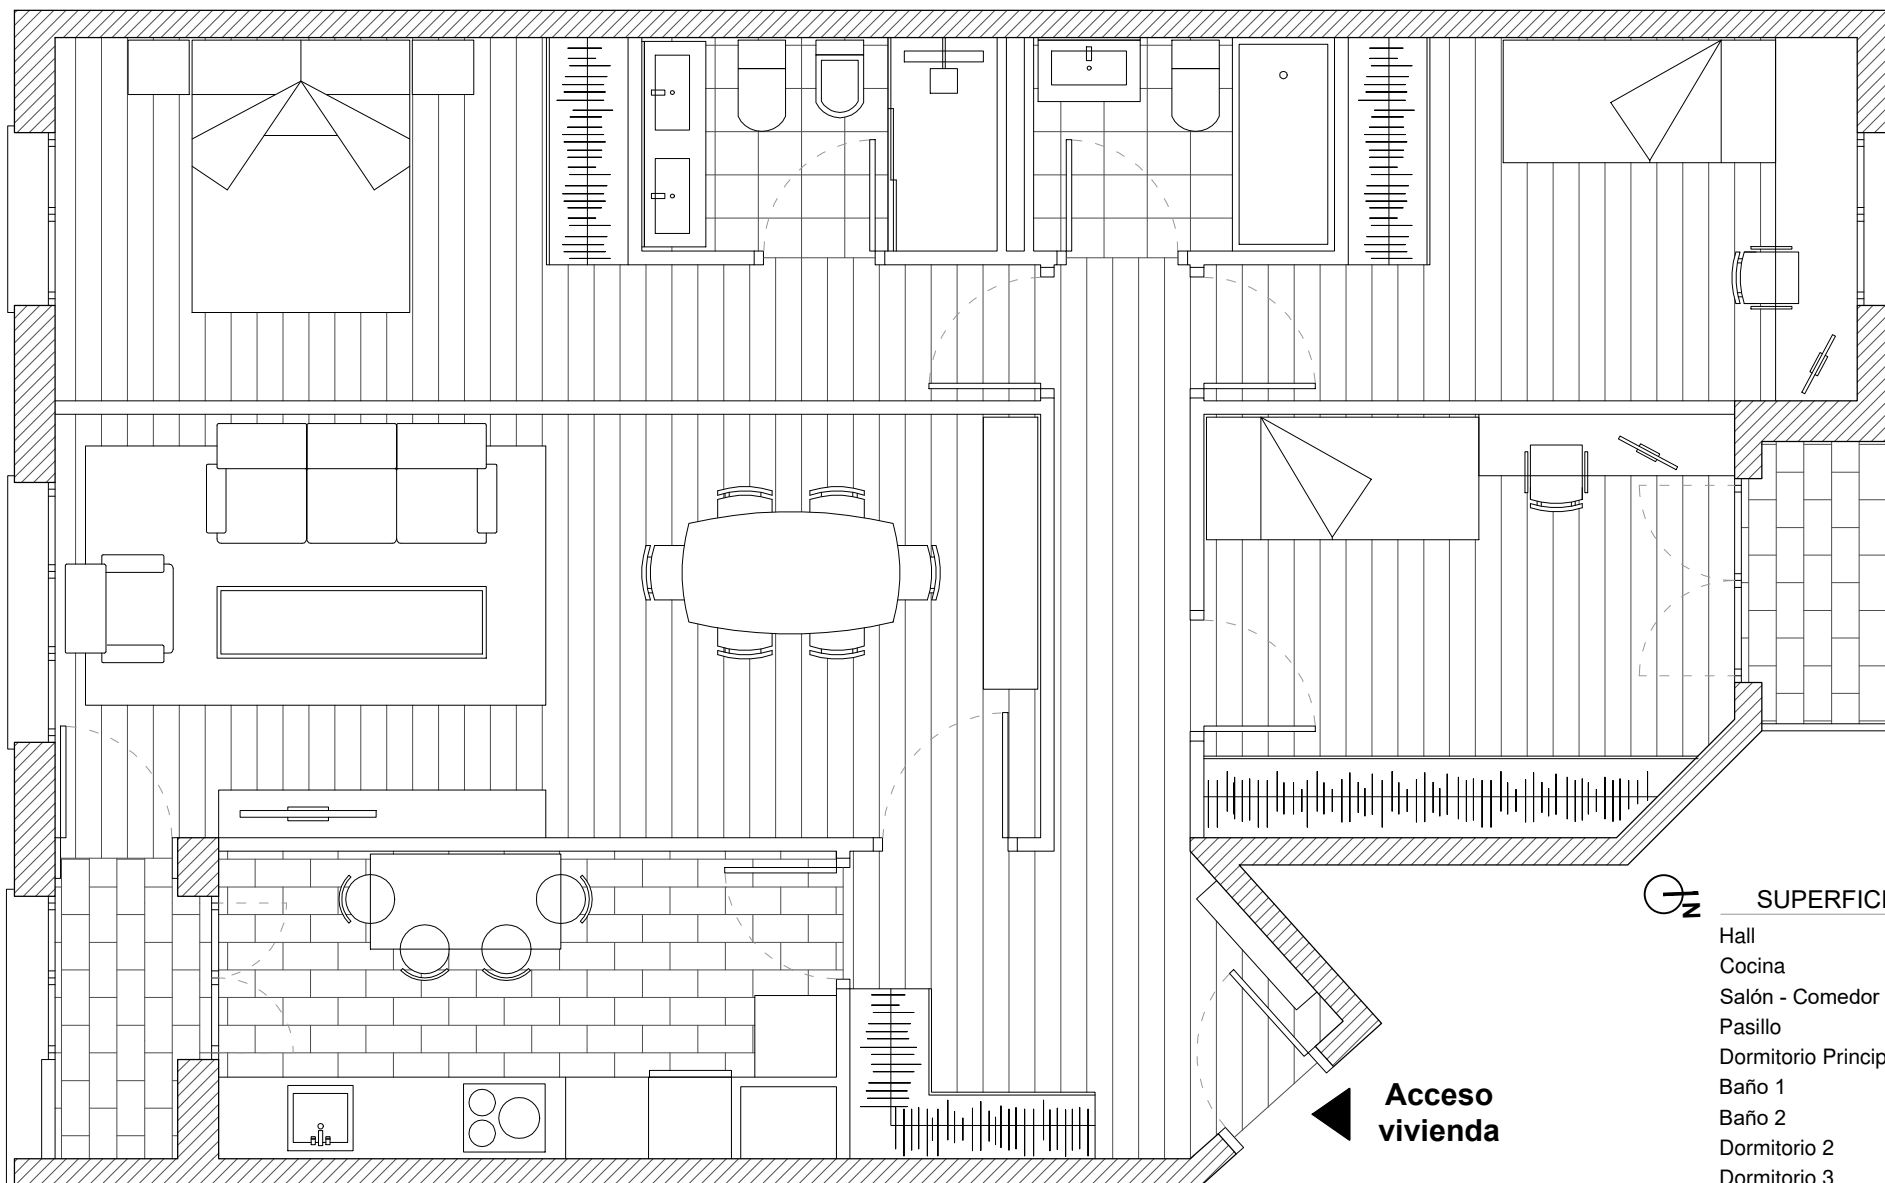 Acceso
vivienda
N
SUPERFICI
Hall
Cocina
Salón - Comedor
Pasillo
Dormitorio Princip
Baño 1
Baño 2
Dormitorio 2
Dormitorio 3